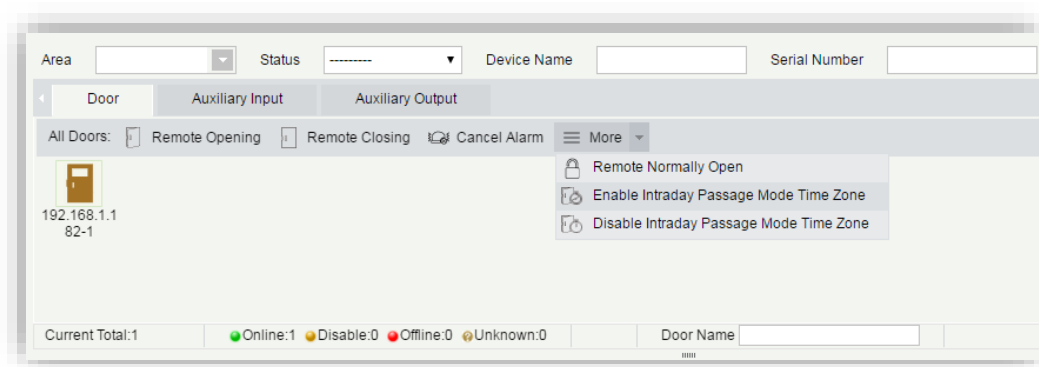 Area Status --------- Device Name Serial Number
Door Auxiliary Input Auxiliary Output
All Doors: Remote Opening Remote Closing Cancel Alarm More
Remote Normally Open
Enable Intraday Passage Mode Time Zone
Disable Intraday Passage Mode Time Zone
192.168.1.1
82-1
Current Total:1 Online:1 Disable:0 Offline:0 Unknown:0 Door Name